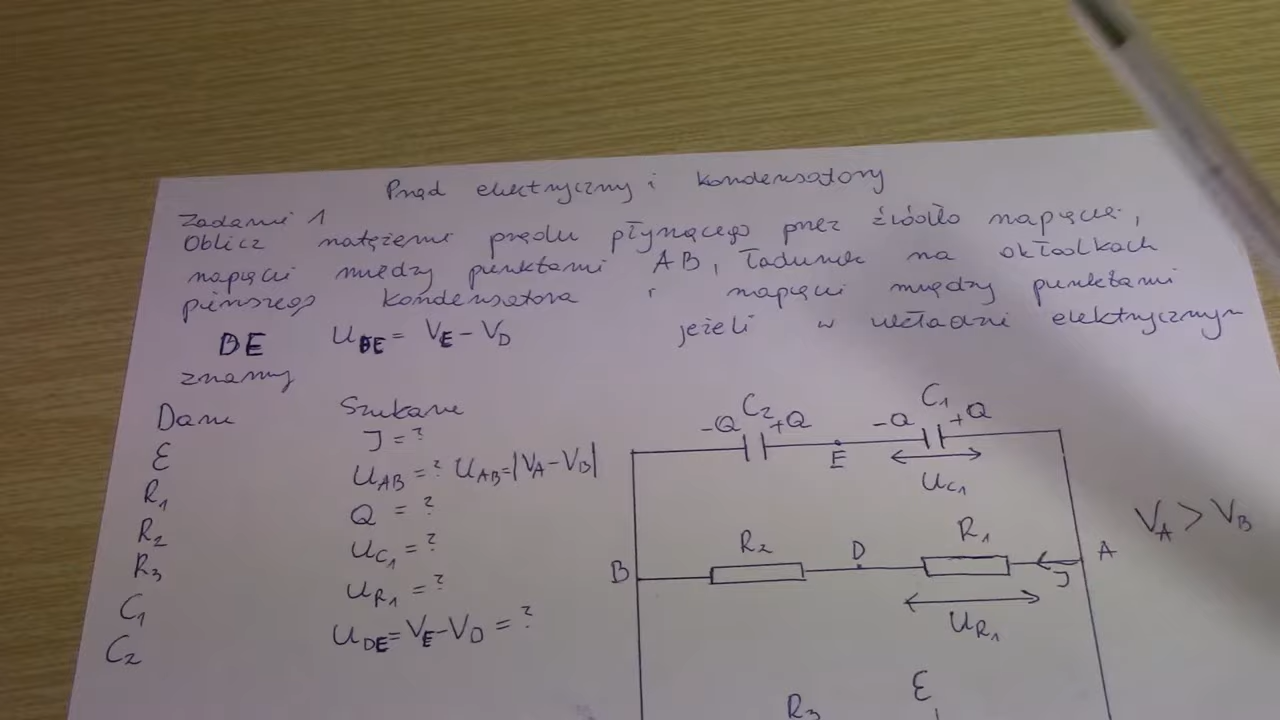 Prąd elektryczny i kondensatory
Zadanie 1
Oblicz natężenie prądu płynącego przez źródło napięcia,
napięcie między punktami AB, ładunek na okładkach
pierwszego kondensatora i napięcie między punktami
DE U_DE = V_E - V_D jeżeli w układzie elektrycznym
znamy
Dane Szukane
ε J = ?
R₁ U_AB = ? U_AB = |V_A - V_B|
R₂ Q = ?
R₃ U_C₁ = ?
C₁ U_R₁ = ?
C₂ U_DE = V_E - V_D = ?
-Q C₂ +Q -Q C₁ +Q
E U_C₁
V_A > V_B
B R₂ D R₁ J A
U_R₁
R₃ ε